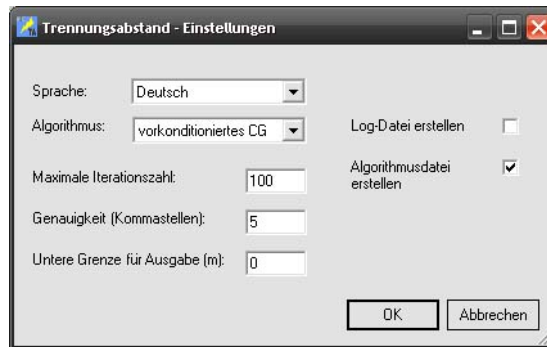 Trennungsabstand - Einstellungen
Sprache: Deutsch
Algorithmus: vorkonditioniertes CG
Log-Datei erstellen
Maximale Iterationszahl: 100
Algorithmusdatei
erstellen
Genauigkeit (Kommastellen): 5
Untere Grenze für Ausgabe (m): 0
OK Abbrechen